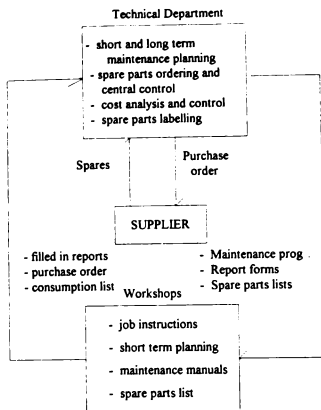 Technical Department
- short and long term
maintenance planning
- spare parts ordering and
central control
- cost analysis and control
- spare parts labelling
Spares
Purchase
order
SUPPLIER
- filled in reports
- purchase order
- consumption list
- Maintenance prog
- Report forms
- Spare parts lists
Workshops
- job instructions
- short term planning
- maintenance manuals
- spare parts list